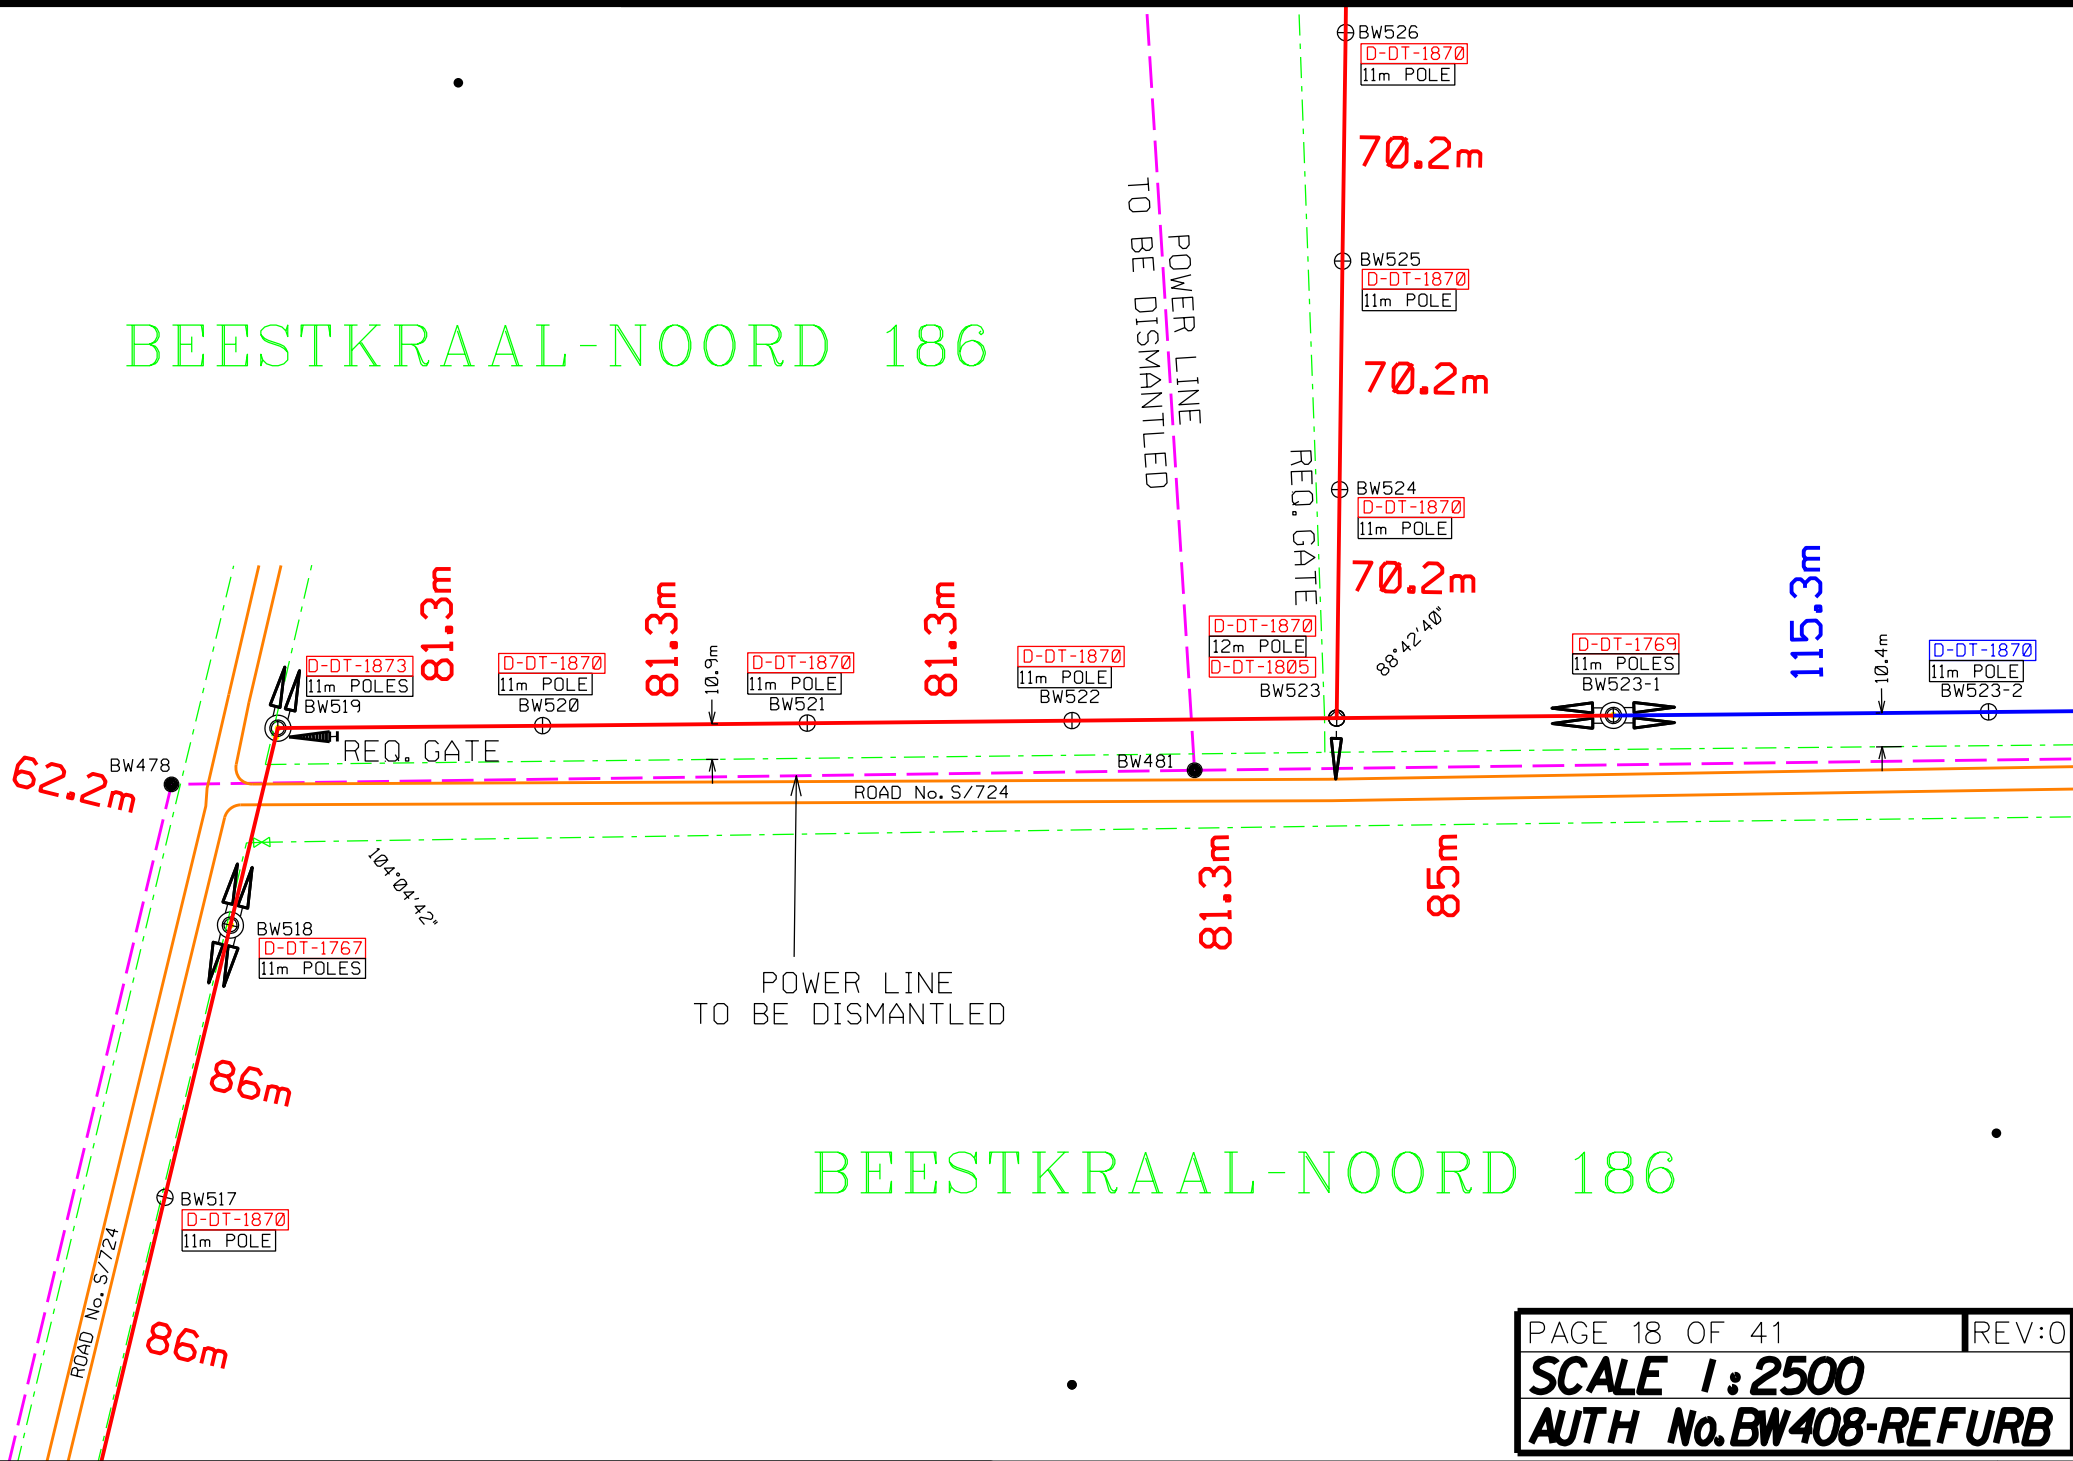 BW526
D-DT-1870
11m POLE
70.2m
BW525
D-DT-1870
11m POLE
70.2m
POWER LINE
TO BE DISMANTLED
BEESTKRAAL-NOORD 186
REQ. GATE
BW524
D-DT-1870
11m POLE
70.2m
88°42'40"
81.3m
81.3m
81.3m
115.3m
D-DT-1873
11m POLES
BW519
D-DT-1870
11m POLE
BW520
10.9m
D-DT-1870
11m POLE
BW521
D-DT-1870
11m POLE
BW522
D-DT-1870
12m POLE
D-DT-1805
BW523
D-DT-1769
11m POLES
BW523-1
10.4m
D-DT-1870
11m POLE
BW523-2
REQ. GATE
BW478
62.2m
BW481
ROAD No. S/724
104°04'42"
81.3m
85m
BW518
D-DT-1767
11m POLES
POWER LINE
TO BE DISMANTLED
86m
BEESTKRAAL-NOORD 186
BW517
D-DT-1870
11m POLE
ROAD No. S/724
86m
PAGE 18 OF 41
REV:0
SCALE 1:2500
AUTH No. BW408-REFURB